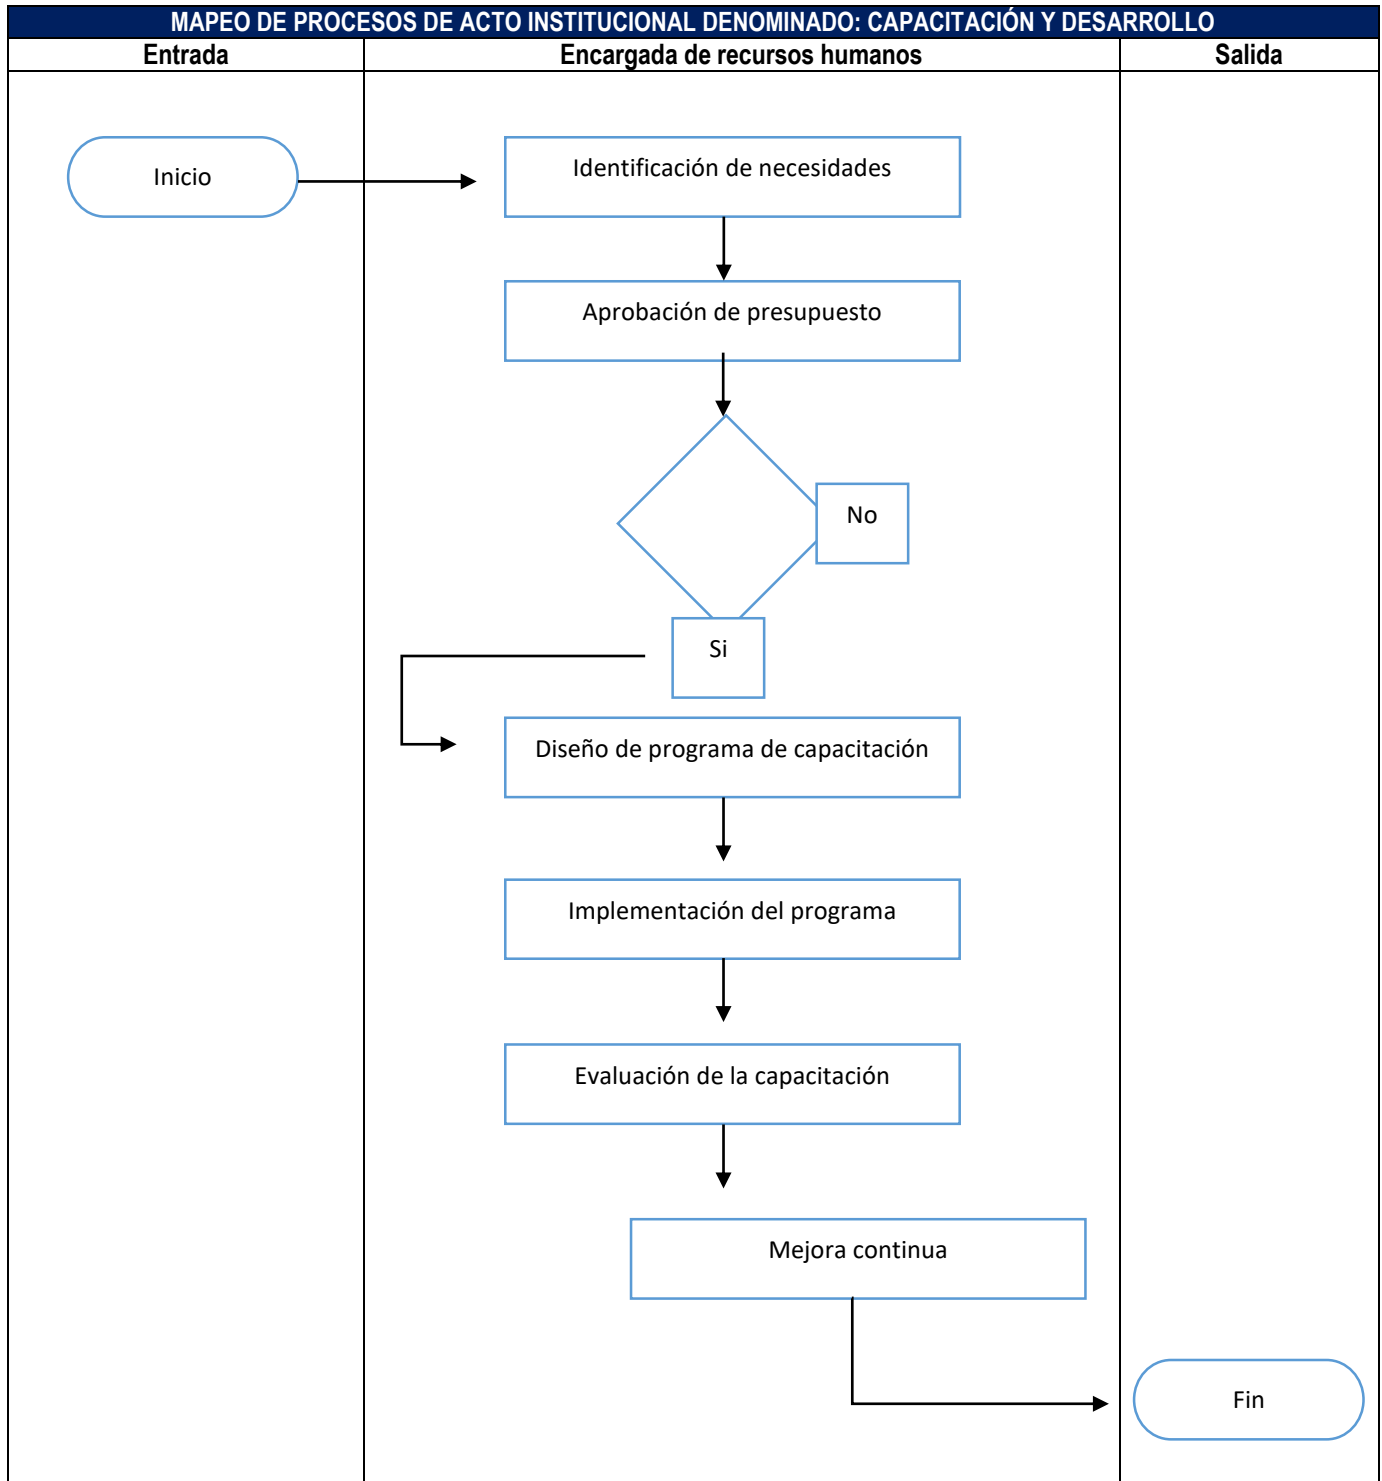 MAPEO DE PROCESOS DE ACTO INSTITUCIONAL DENOMINADO: CAPACITACIÓN Y DESARROLLO
Entrada
Encargada de recursos humanos
Salida
Inicio
Identificación de necesidades
Aprobación de presupuesto
No
Si
Diseño de programa de capacitación
Implementación del programa
Evaluación de la capacitación
Mejora continua
Fin